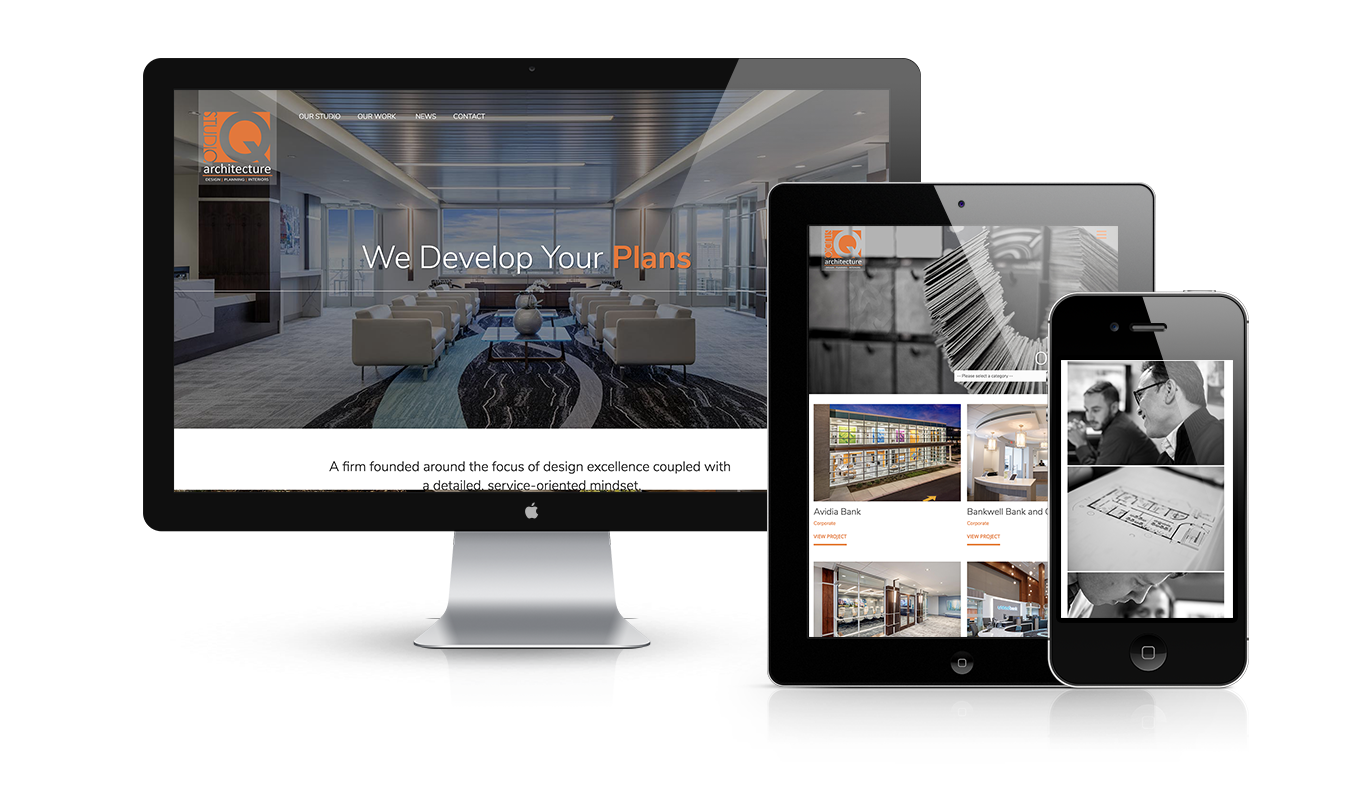 STUDIO
Q
architecture
DESIGN | PLANNING | INTERIORS
OUR STUDIO
OUR WORK
NEWS
CONTACT
We Develop Your Plans
A firm founded around the focus of design excellence coupled with
a detailed, service-oriented mindset.
STUDIO
Q
architecture
O
-- Please select a category --
Avidia Bank
Corporate
VIEW PROJECT
Bankwell Bank and
Corporate
VIEW PROJECT